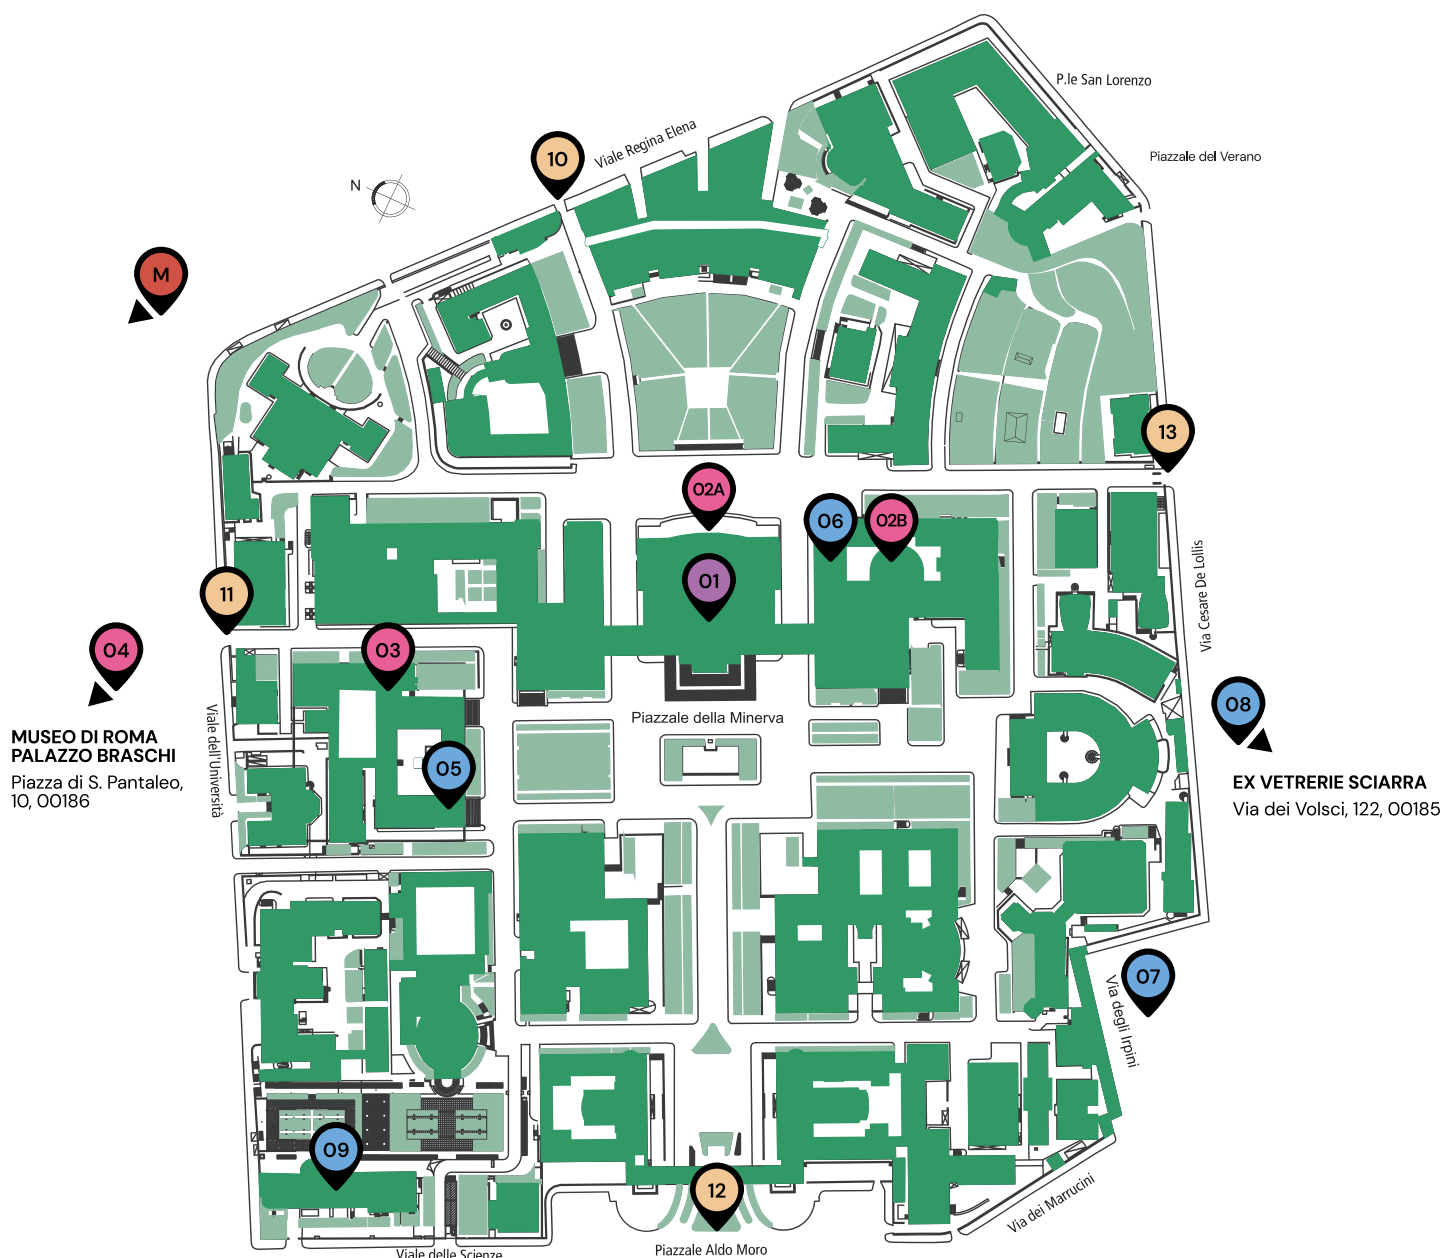 P.le San Lorenzo
Viale Regina Elena
10
Piazzale del Verano
N
M
13
02A
06
02B
01
11
Via Cesare De Lollis
04
03
MUSEO DI ROMA
PALAZZO BRASCHI
Piazza di S. Pantaleo,
10, 00186
Viale dell'Università
Piazzale della Minerva
08
EX VETRERIE SCIARRA
Via dei Volsci, 122, 00185
05
07
Via degli Irpini
09
12
Via dei Marrucini
Viale delle Scienze
Piazzale Aldo Moro